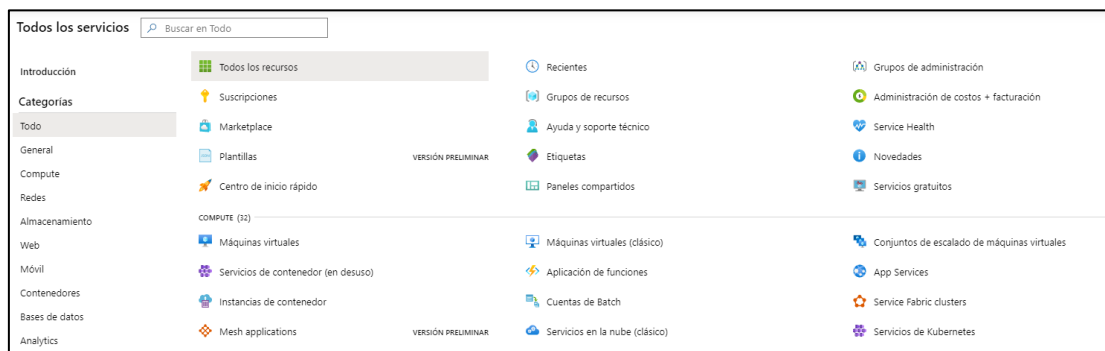 Todos los servicios
Buscar en Todo
Introducción
Categorías
Todo
General
Compute
Redes
Almacenamiento
Web
Móvil
Contenedores
Bases de datos
Analytics
Todos los recursos
Recientes
Grupos de administración
Suscripciones
Grupos de recursos
Administración de costos + facturación
Marketplace
Ayuda y soporte técnico
Service Health
Plantillas VERSIÓN PRELIMINAR
Etiquetas
Novedades
Centro de inicio rápido
Paneles compartidos
Servicios gratuitos
COMPUTE (32)
Máquinas virtuales
Máquinas virtuales (clásico)
Conjuntos de escalado de máquinas virtuales
Servicios de contenedor (en desuso)
Aplicación de funciones
App Services
Instancias de contenedor
Cuentas de Batch
Service Fabric clusters
Mesh applications VERSIÓN PRELIMINAR
Servicios en la nube (clásico)
Servicios de Kubernetes